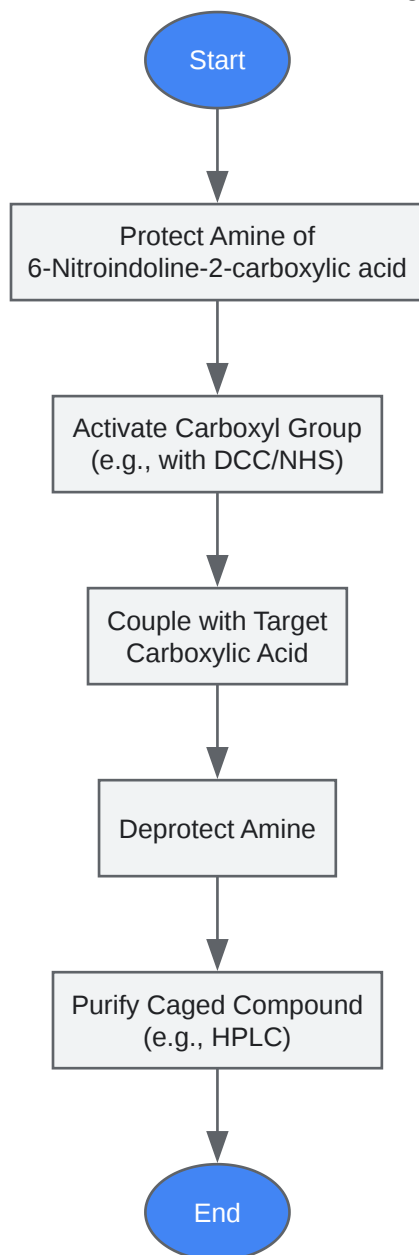 Start
Protect Amine of
6-Nitroindoline-2-carboxylic acid
Activate Carboxyl Group
(e.g., with DCC/NHS)
Couple with Target
Carboxylic Acid
Deprotect Amine
Purify Caged Compound
(e.g., HPLC)
End